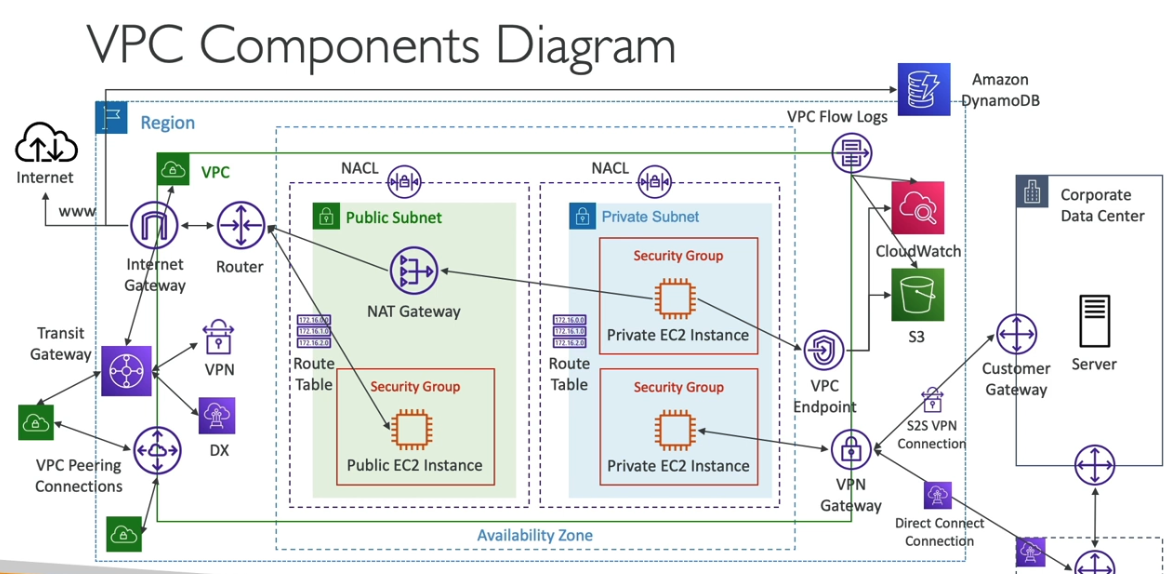 VPC Components Diagram
Amazon
DynamoDB
Region
VPC Flow Logs
Internet
www
VPC
NACL
NACL
Corporate
Data Center
Public Subnet
Private Subnet
Internet
Gateway
Router
NAT Gateway
Security Group
Private EC2 Instance
CloudWatch
S3
Transit
Gateway
VPN
DX
172.16.0.0
172.16.1.0
172.16.2.0
Route
Table
Security Group
Public EC2 Instance
172.16.0.0
172.16.1.0
172.16.2.0
Route
Table
Security Group
Private EC2 Instance
VPC
Endpoint
Customer
Gateway
Server
S2S VPN
Connection
VPC Peering
Connections
VPN
Gateway
Direct Connect
Connection
Availability Zone